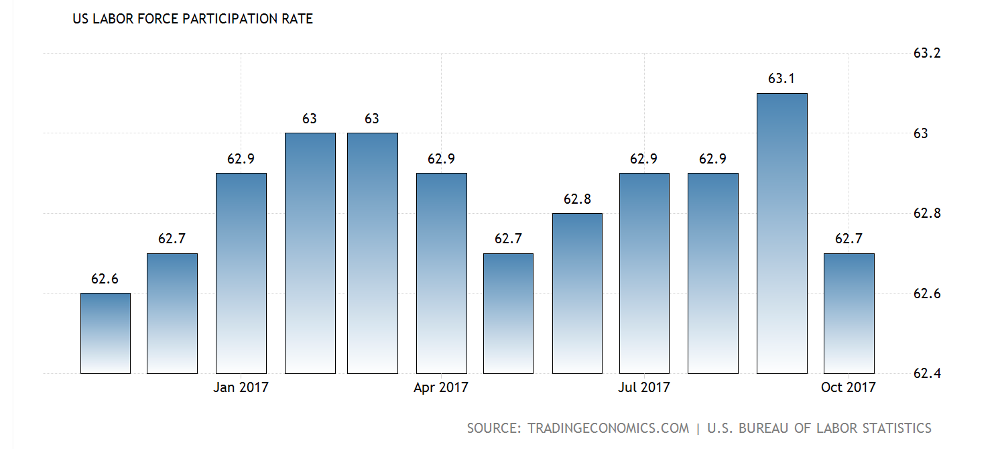 US LABOR FORCE PARTICIPATION RATE
63.2
63.1
63 63 63
62.9 62.9 62.9 62.9
62.8 62.8
62.7 62.7 62.7
62.6 62.6
62.4
Jan 2017 Apr 2017 Jul 2017 Oct 2017
SOURCE: TRADINGECONOMICS.COM | U.S. BUREAU OF LABOR STATISTICS